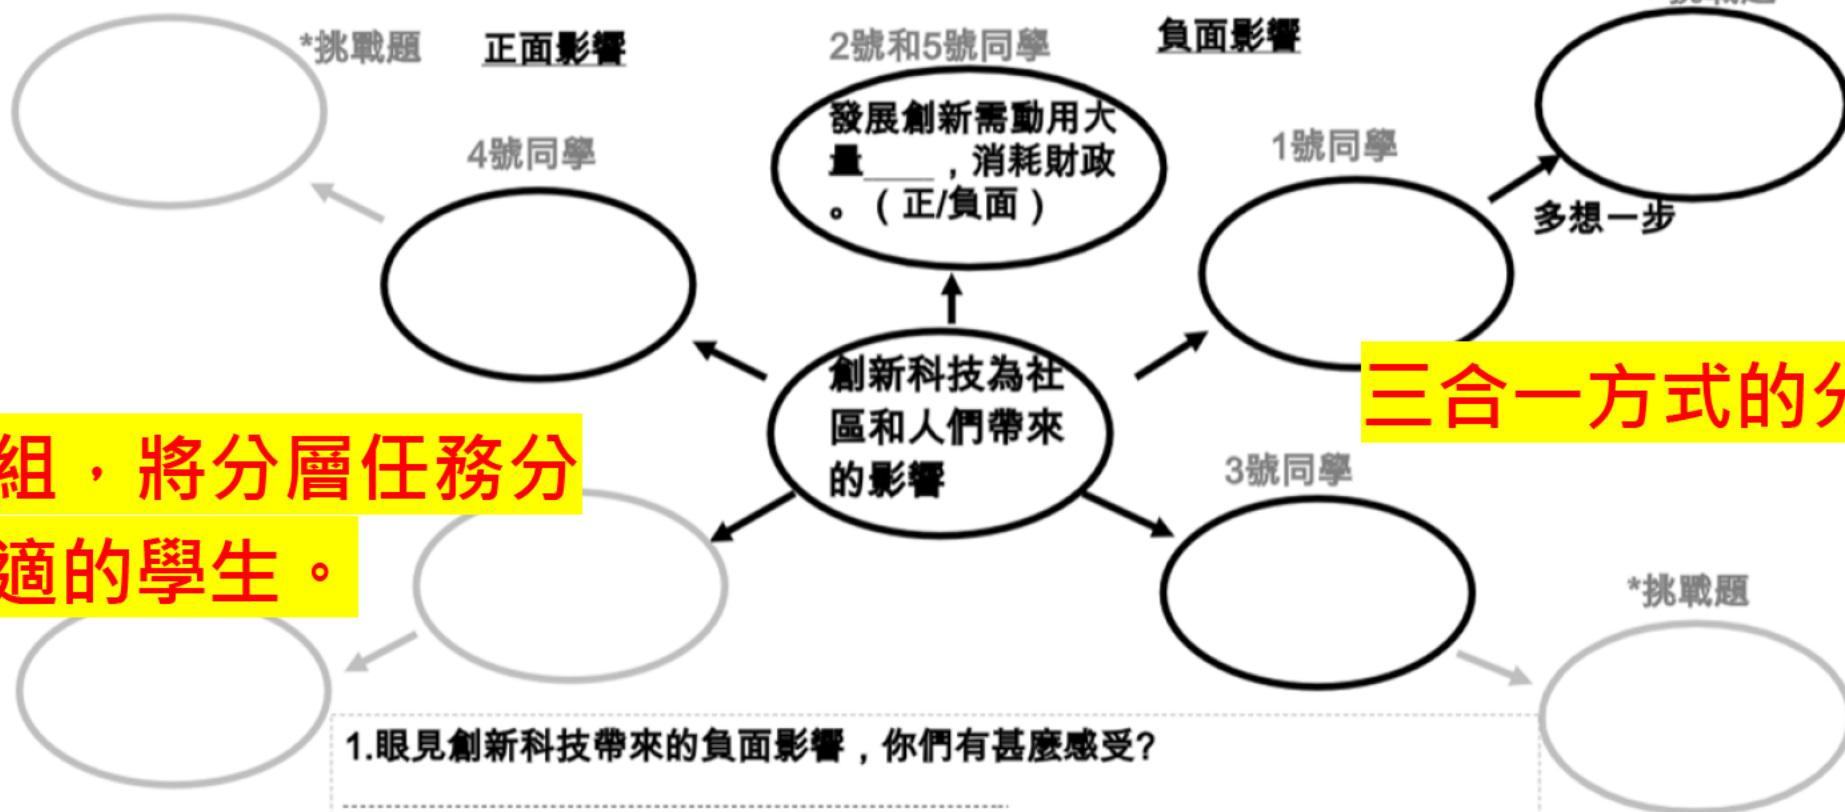 *挑戰題
正面影響
2號和5號同學
負面影響
發展創新需動用大
量____，消耗財政
。（正/負面）
4號同學
1號同學
多想一步
創新科技為社
區和人們帶來
的影響
三合一方式的分
組，將分層任務分
適的學生。
3號同學
*挑戰題
1.眼見創新科技帶來的負面影響，你們有甚麼感受?